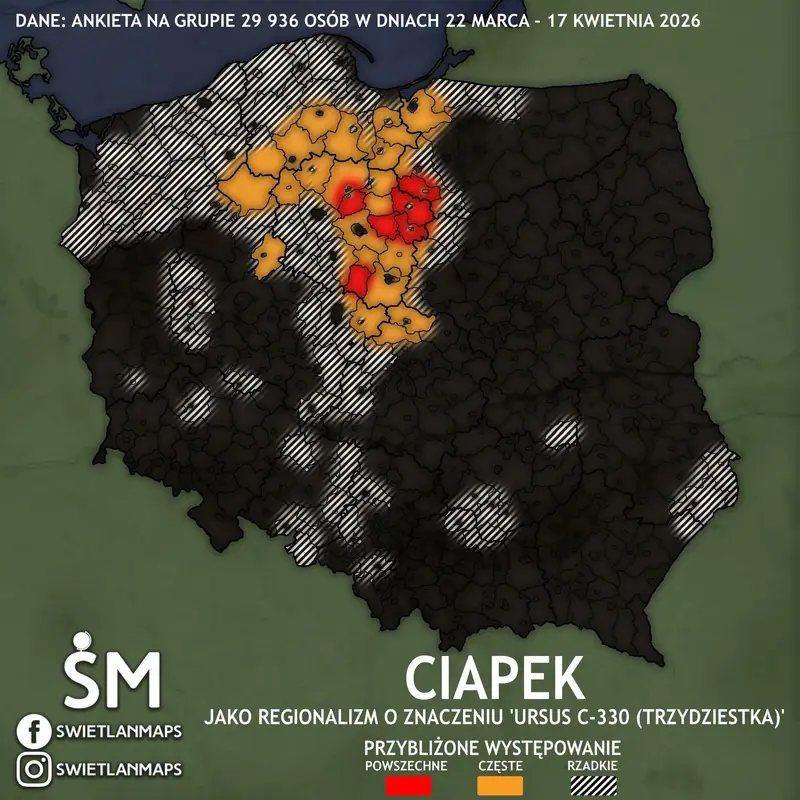 DANE: ANKIETA NA GRUPIE 29 936 OSÓB W DNIACH 22 MARCA - 17 KWIETNIA 2026
ŚM
SWIETLANMAPS
SWIETLANMAPS
CIAPEK
JAKO REGIONALIZM O ZNACZENIU 'URSUS C-330 (TRZYDZIESTKA)'
PRZYBLIŻONE WYSTĘPOWANIE
POWSZECHNE CZĘSTE RZADKIE